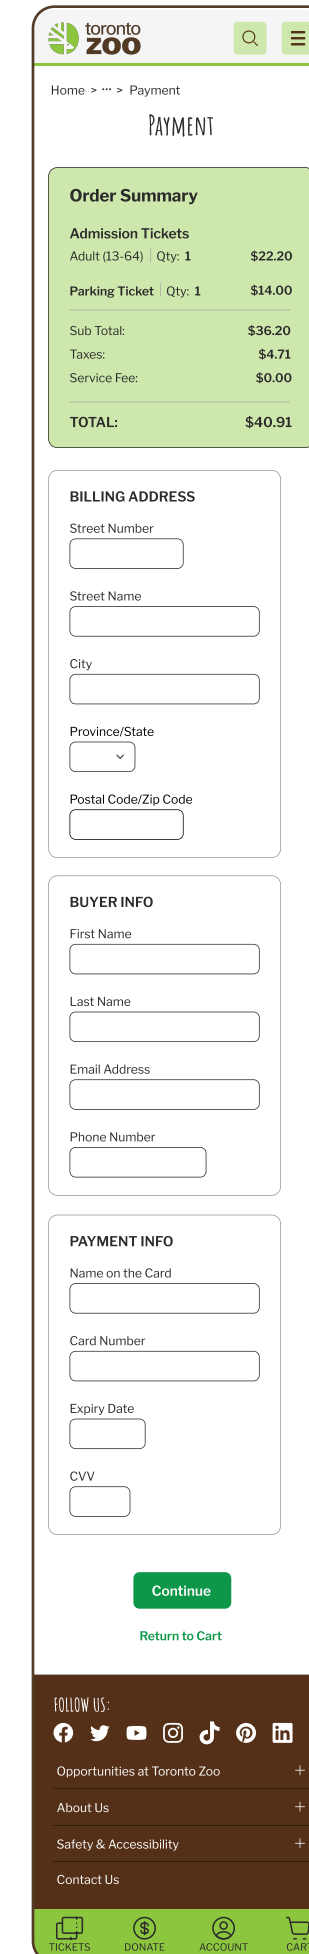 toronto
ZOO
Home > ··· > Payment
PAYMENT
Order Summary
Admission Tickets
Adult (13-64) | Qty: 1 $22.20
Parking Ticket | Qty: 1 $14.00
Sub Total: $36.20
Taxes: $4.71
Service Fee: $0.00
TOTAL: $40.91
BILLING ADDRESS
Street Number
Street Name
City
Province/State
Postal Code/Zip Code
BUYER INFO
First Name
Last Name
Email Address
Phone Number
PAYMENT INFO
Name on the Card
Card Number
Expiry Date
CVV
Continue
Return to Cart
FOLLOW US:
Opportunities at Toronto Zoo +
About Us +
Safety & Accessibility +
Contact Us
TICKETS DONATE ACCOUNT CART